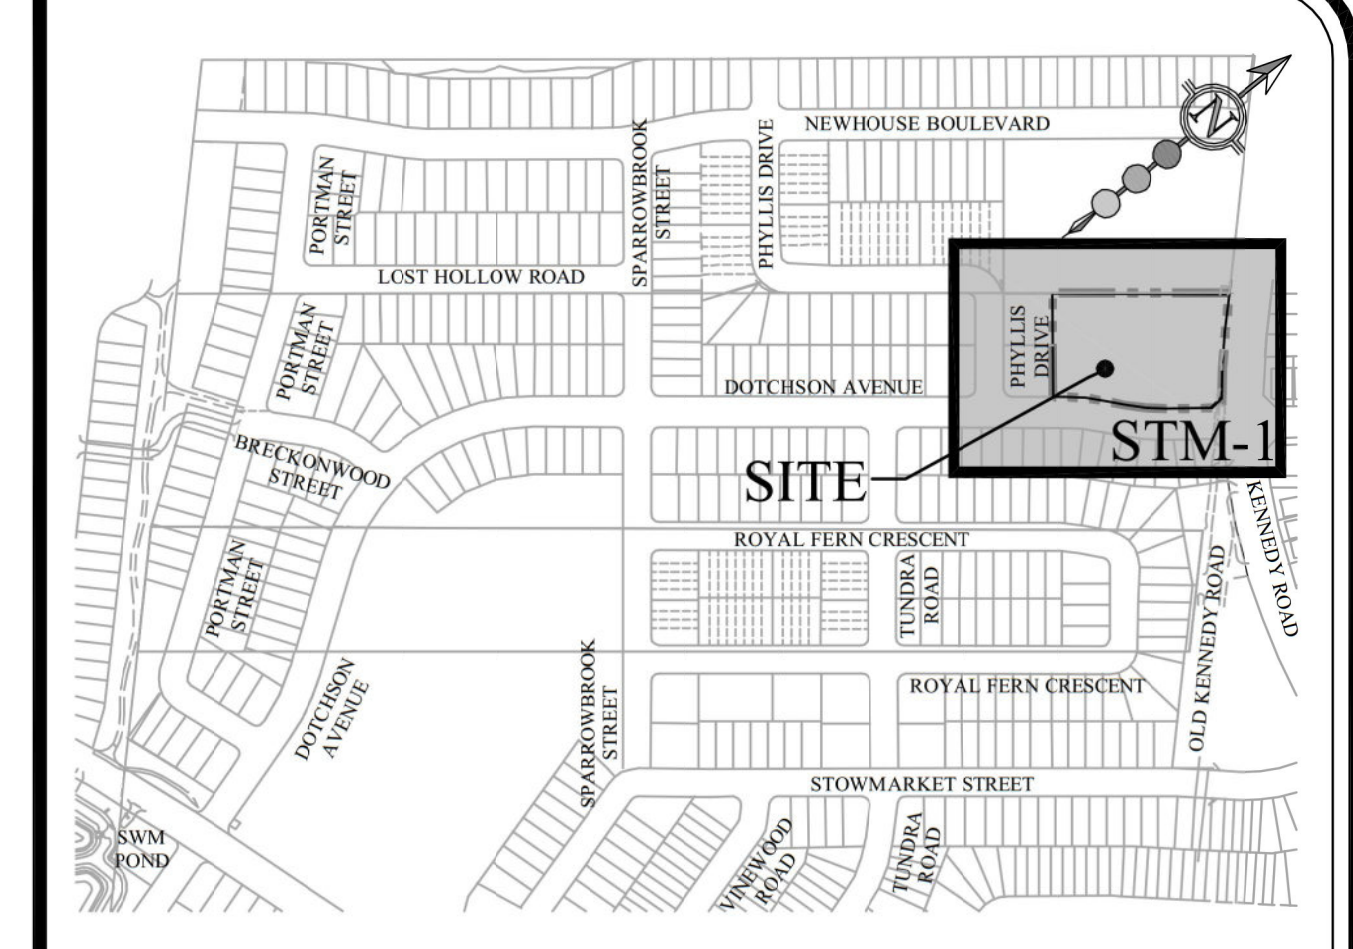 N
NEWHOUSE BOULEVARD
PORTMAN
STREET
SPARROWBROOK
STREET
PHYLLIS DRIVE
LOST HOLLOW ROAD
PORTMAN
STREET
PHYLLIS
DRIVE
DOTCHSON AVENUE
STM-1
BRECKONWOOD
STREET
SITE
KENNEDY ROAD
ROYAL FERN CRESCENT
PORTMAN
STREET
TUNDRA
ROAD
OLD KENNEDY ROAD
DOTCHSON
AVENUE
SPARROWBROOK
STREET
ROYAL FERN CRESCENT
STOWMARKET STREET
SWM
POND
VINEWOOD
ROAD
TUNDRA
ROAD